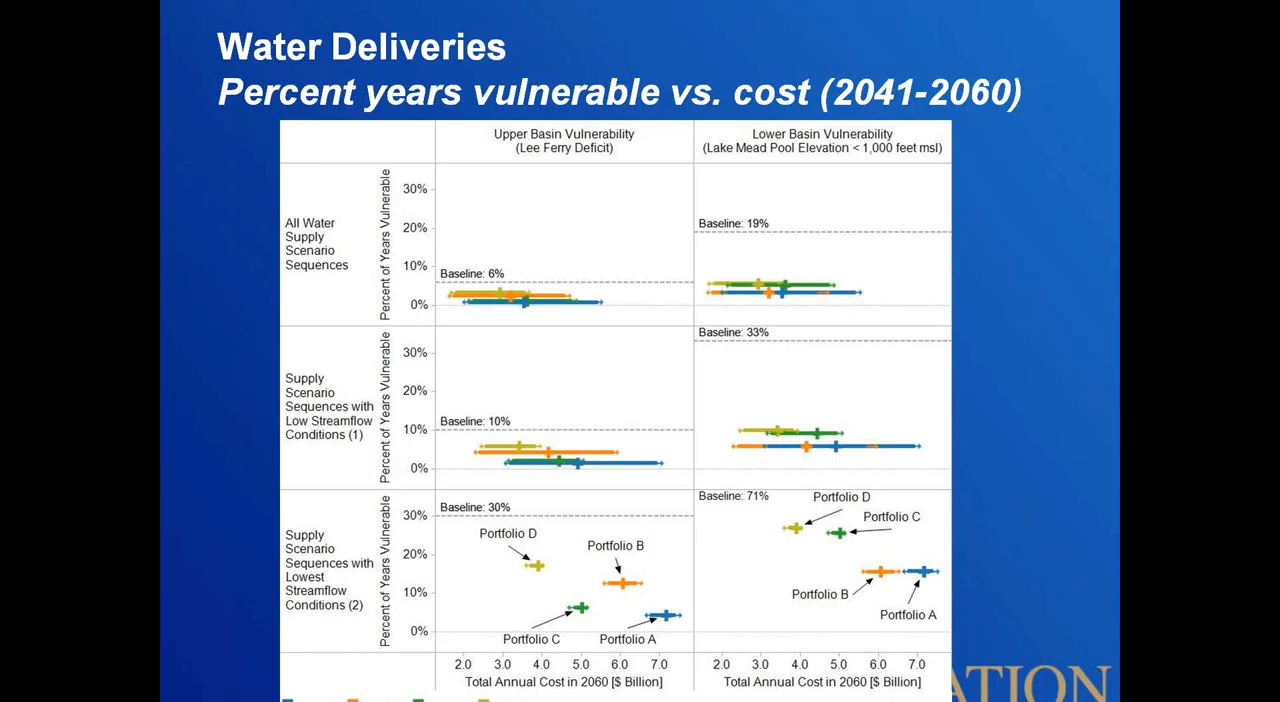 Water Deliveries
Percent years vulnerable vs. cost (2041-2060)
Upper Basin Vulnerability
(Lee Ferry Deficit)
Lower Basin Vulnerability
(Lake Mead Pool Elevation < 1,000 feet msl)
All Water
Supply
Scenario
Sequences
Percent of Years Vulnerable
30%
20%
10%
0%
Baseline: 6%
Baseline: 19%
Supply
Scenario
Sequences with
Low Streamflow
Conditions (1)
Percent of Years Vulnerable
30%
20%
10%
0%
Baseline: 10%
Baseline: 33%
Supply
Scenario
Sequences with
Lowest
Streamflow
Conditions (2)
Percent of Years Vulnerable
30%
20%
10%
0%
Baseline: 30%
Portfolio D
Portfolio B
Portfolio C
Portfolio A
Baseline: 71%
Portfolio D
Portfolio C
Portfolio B
Portfolio A
2.0 3.0 4.0 5.0 6.0 7.0
Total Annual Cost in 2060 [$ Billion]
2.0 3.0 4.0 5.0 6.0 7.0
Total Annual Cost in 2060 [$ Billion]
ATION